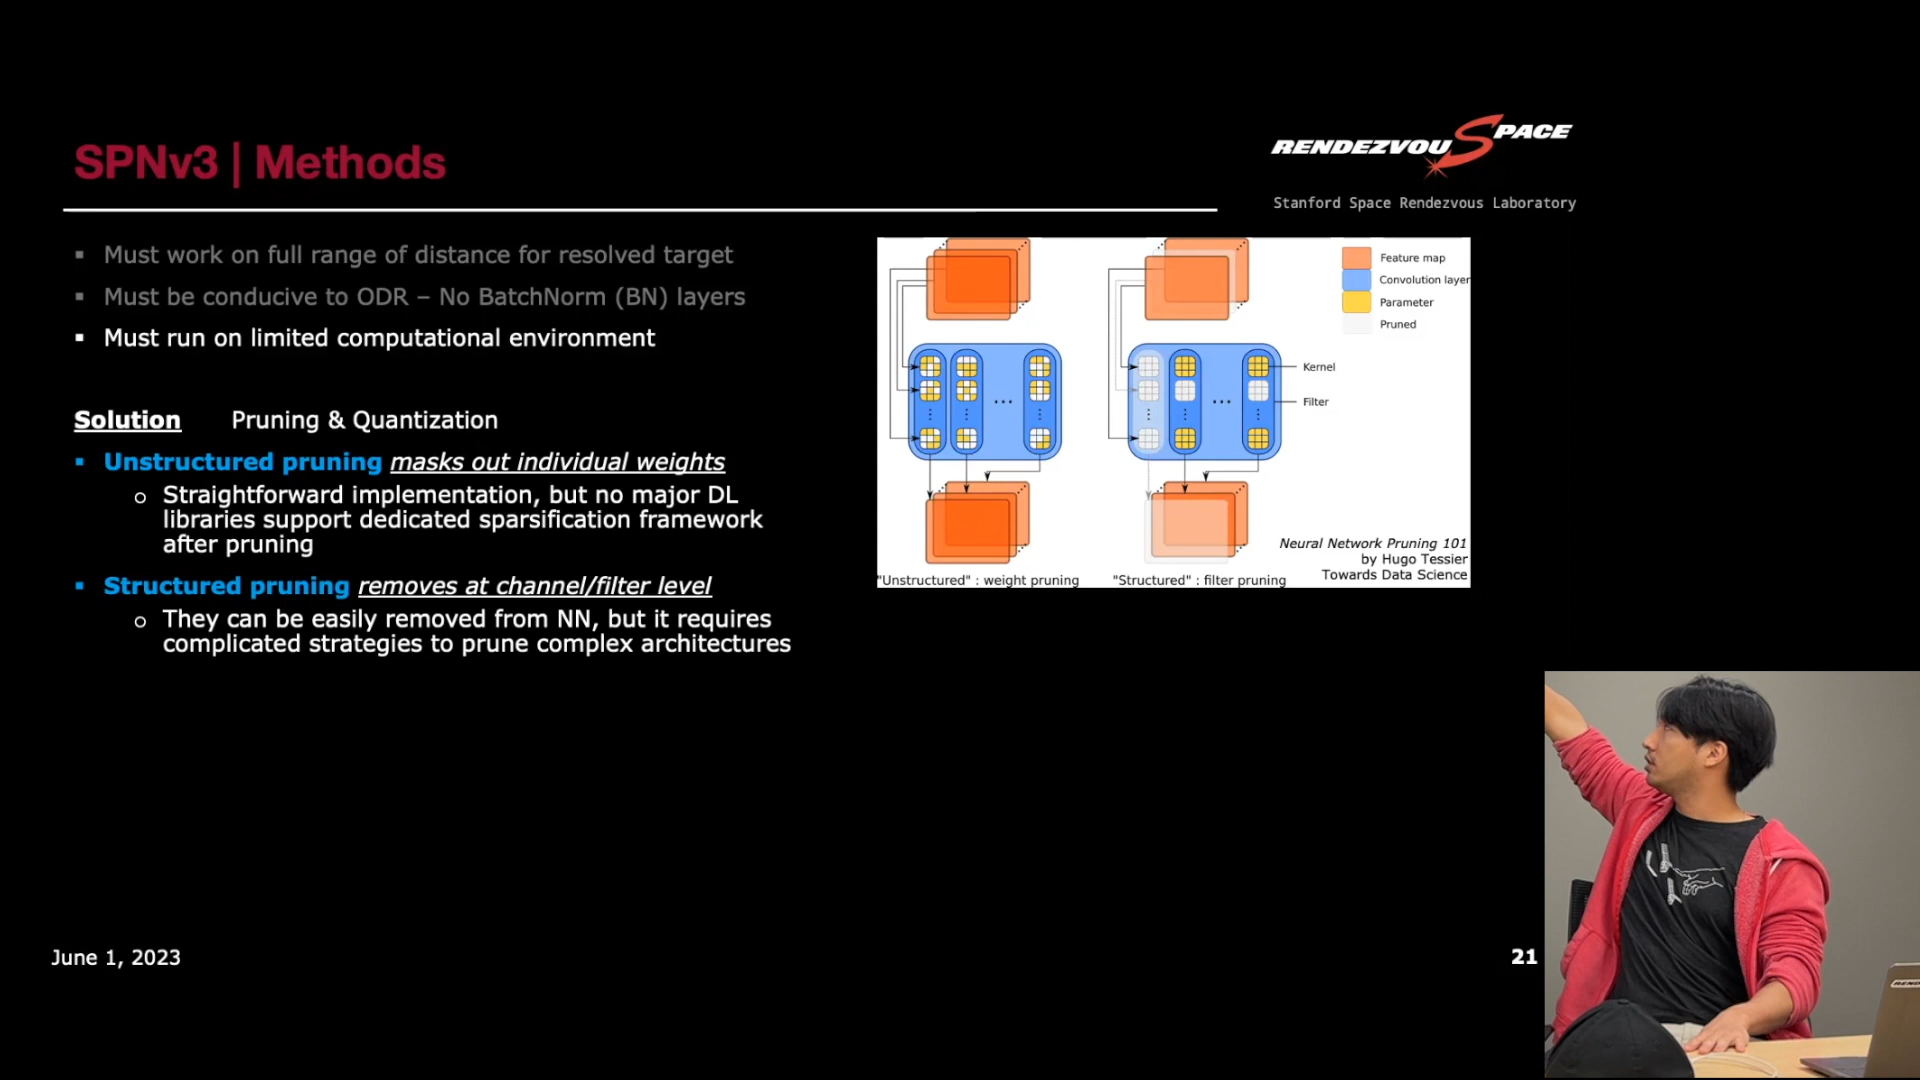 SPNv3 | Methods
RENDEZVOUSPACE
Stanford Space Rendezvous Laboratory
▪ Must work on full range of distance for resolved target
▪ Must be conducive to ODR – No BatchNorm (BN) layers
▪ Must run on limited computational environment
Solution Pruning & Quantization
▪ Unstructured pruning masks out individual weights
o Straightforward implementation, but no major DL
libraries support dedicated sparsification framework
after pruning
▪ Structured pruning removes at channel/filter level
o They can be easily removed from NN, but it requires
complicated strategies to prune complex architectures
Feature map
Convolution layer
Parameter
Pruned
Kernel
Filter
Neural Network Pruning 101
by Hugo Tessier
Towards Data Science
"Unstructured" : weight pruning
"Structured" : filter pruning
June 1, 2023
21